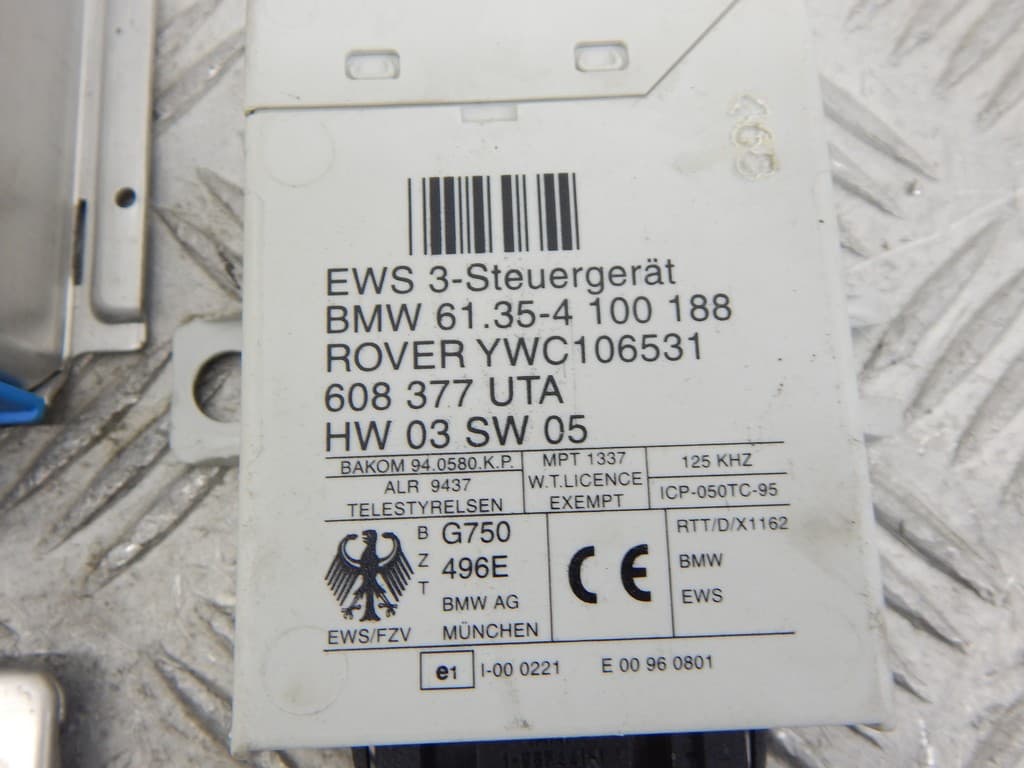 EWS 3-Steuergerät
BMW 61.35-4 100 188
ROVER YWC106531
608 377 UTA
HW 03 SW 05
BAKOM 94.0580.K.P.
ALR 9437
TELESTYRELSEN
MPT 1337
W.T.LICENCE
EXEMPT
125 KHZ
ICP-050TC-95
BZT
G750
496E
BMW AG
MÜNCHEN
EWS/FZV
CE
RTT/D/X1162
BMW
EWS
e1 I-00 0221 E 00 96 0801